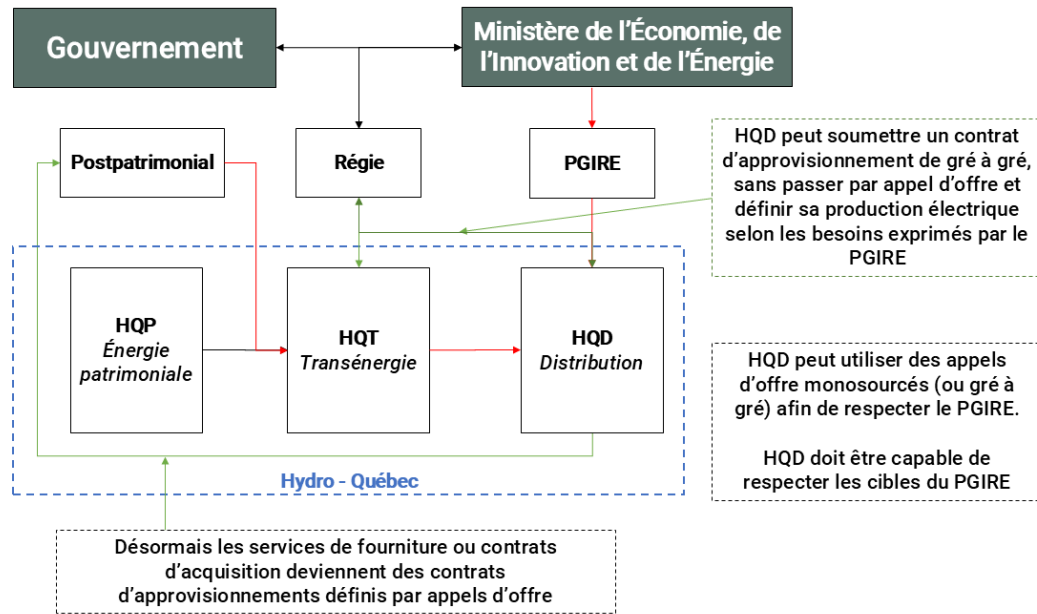 Gouvernement
Ministère de l'Économie, de
l'Innovation et de l'Énergie
Postpatrimonial
Régie
PGIRE
HQD peut soumettre un contrat
d'approvisionnement de gré à gré,
sans passer par appel d'offre et
définir sa production électrique
selon les besoins exprimés par le
PGIRE
HQP
Énergie
patrimoniale
HQT
Transénergie
HQD
Distribution
HQD peut utiliser des appels
d'offre monosourcés (ou gré à
gré) afin de respecter le PGIRE.
HQD doit être capable de
respecter les cibles du PGIRE
Hydro - Québec
Désormais les services de fourniture ou contrats
d'acquisition deviennent des contrats
d'approvisionnements définis par appels d'offre